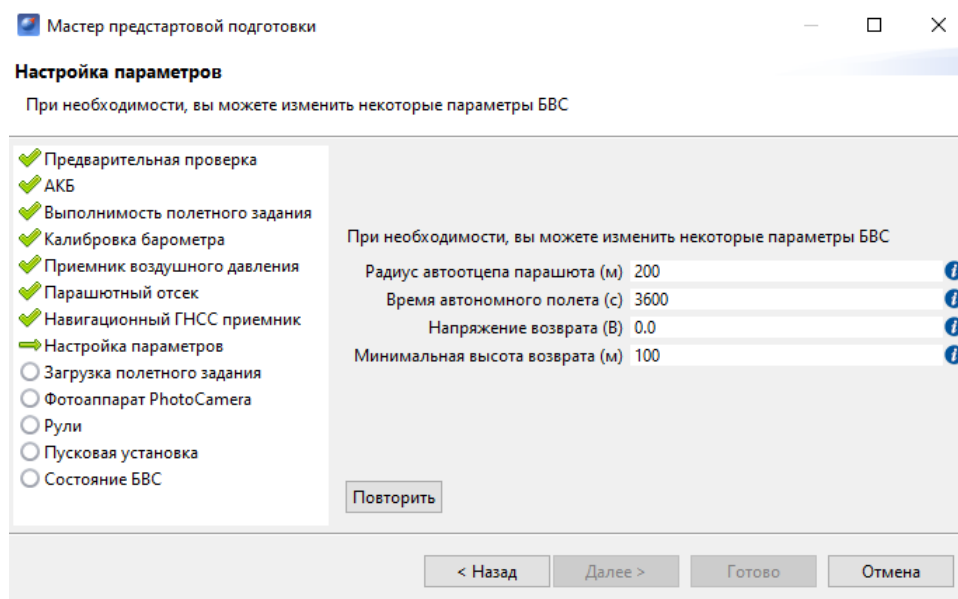 Мастер предстартовой подготовки
Настройка параметров
При необходимости, вы можете изменить некоторые параметры БВС
Предварительная проверка
АКБ
Выполнимость полетного задания
Калибровка барометра
Приемник воздушного давления
Парашютный отсек
Навигационный ГНСС приемник
Настройка параметров
Загрузка полетного задания
Фотоаппарат PhotoCamera
Рули
Пусковая установка
Состояние БВС
При необходимости, вы можете изменить некоторые параметры БВС
Радиус автоотцепа парашюта (м) 200
Время автономного полета (с) 3600
Напряжение возврата (В) 0.0
Минимальная высота возврата (м) 100
Повторить
< Назад Далее > Готово Отмена